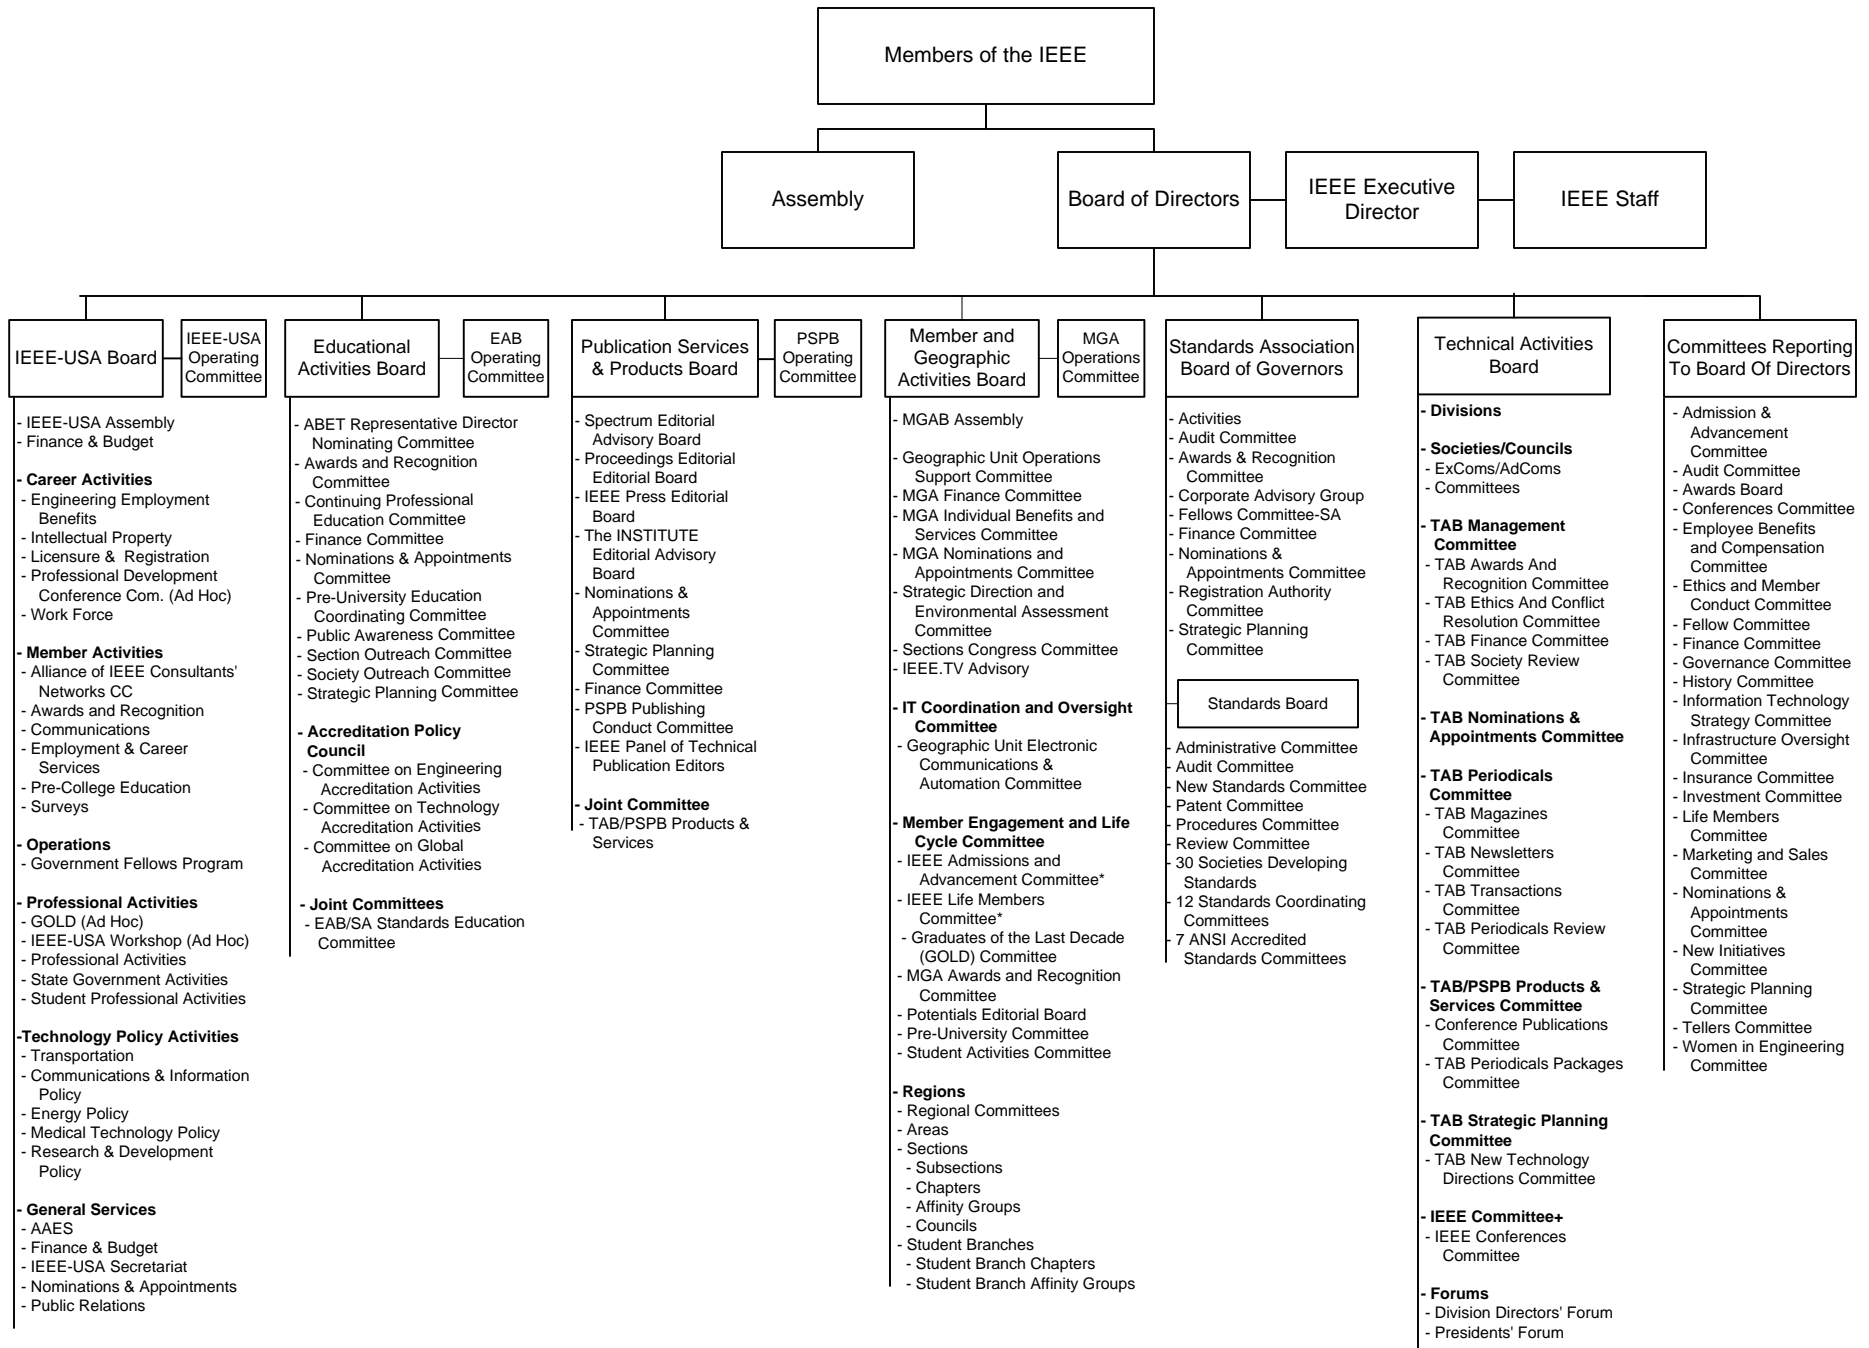 Members of the IEEE
Assembly
Board of Directors
IEEE Executive
Director
IEEE Staff
IEEE-USA Board
IEEE-USA
Operating
Committee
- IEEE-USA Assembly
- Finance & Budget
- Career Activities
- Engineering Employment
Benefits
- Intellectual Property
- Licensure & Registration
- Professional Development
Conference Com. (Ad Hoc)
- Work Force
- Member Activities
- Alliance of IEEE Consultants'
Networks CC
- Awards and Recognition
- Communications
- Employment & Career
Services
- Pre-College Education
- Surveys
- Operations
- Government Fellows Program
- Professional Activities
- GOLD (Ad Hoc)
- IEEE-USA Workshop (Ad Hoc)
- Professional Activities
- State Government Activities
- Student Professional Activities
-Technology Policy Activities
- Transportation
- Communications & Information
Policy
- Energy Policy
- Medical Technology Policy
- Research & Development
Policy
- General Services
- AAES
- Finance & Budget
- IEEE-USA Secretariat
- Nominations & Appointments
- Public Relations
Educational
Activities Board
EAB
Operating
Committee
- ABET Representative Director
Nominating Committee
- Awards and Recognition
Committee
- Continuing Professional
Education Committee
- Finance Committee
- Nominations & Appointments
Committee
- Pre-University Education
Coordinating Committee
- Public Awareness Committee
- Section Outreach Committee
- Society Outreach Committee
- Strategic Planning Committee
- Accreditation Policy
Council
- Committee on Engineering
Accreditation Activities
- Committee on Technology
Accreditation Activities
- Committee on Global
Accreditation Activities
- Joint Committees
- EAB/SA Standards Education
Committee
Publication Services
& Products Board
PSPB
Operating
Committee
- Spectrum Editorial
Advisory Board
- Proceedings Editorial
Editorial Board
- IEEE Press Editorial
Board
- The INSTITUTE
Editorial Advisory
Board
- Nominations &
Appointments
Committee
- Strategic Planning
Committee
- Finance Committee
- PSPB Publishing
Conduct Committee
- IEEE Panel of Technical
Publication Editors
- Joint Committee
- TAB/PSPB Products &
Services
Member and
Geographic
Activities Board
MGA
Operations
Committee
- MGAB Assembly
- Geographic Unit Operations
Support Committee
- MGA Finance Committee
- MGA Individual Benefits and
Services Committee
- MGA Nominations and
Appointments Committee
- Strategic Direction and
Environmental Assessment
Committee
- Sections Congress Committee
- IEEE.TV Advisory
- IT Coordination and Oversight
Committee
- Geographic Unit Electronic
Communications &
Automation Committee
- Member Engagement and Life
Cycle Committee
- IEEE Admissions and
Advancement Committee*
- IEEE Life Members
Committee*
- Graduates of the Last Decade
(GOLD) Committee
- MGA Awards and Recognition
Committee
- Potentials Editorial Board
- Pre-University Committee
- Student Activities Committee
- Regions
- Regional Committees
- Areas
- Sections
- Subsections
- Chapters
- Affinity Groups
- Councils
- Student Branches
- Student Branch Chapters
- Student Branch Affinity Groups
Standards Association
Board of Governors
- Activities
- Audit Committee
- Awards & Recognition
Committee
- Corporate Advisory Group
- Fellows Committee-SA
- Finance Committee
- Nominations &
Appointments Committee
- Registration Authority
Committee
- Strategic Planning
Committee
Standards Board
- Administrative Committee
- Audit Committee
- New Standards Committee
- Patent Committee
- Procedures Committee
- Review Committee
- 30 Societies Developing
Standards
- 12 Standards Coordinating
Committees
- 7 ANSI Accredited
Standards Committees
Technical Activities
Board
- Divisions
- Societies/Councils
- ExComs/AdComs
- Committees
- TAB Management
Committee
- TAB Awards And
Recognition Committee
- TAB Ethics And Conflict
Resolution Committee
- TAB Finance Committee
- TAB Society Review
Committee
- TAB Nominations &
Appointments Committee
- TAB Periodicals
Committee
- TAB Magazines
Committee
- TAB Newsletters
Committee
- TAB Transactions
Committee
- TAB Periodicals Review
Committee
- TAB/PSPB Products &
Services Committee
- Conference Publications
Committee
- TAB Periodicals Packages
Committee
- TAB Strategic Planning
Committee
- TAB New Technology
Directions Committee
- IEEE Committee+
- IEEE Conferences
Committee
- Forums
- Division Directors' Forum
- Presidents' Forum
Committees Reporting
To Board Of Directors
- Admission &
Advancement
Committee
- Audit Committee
- Awards Board
- Conferences Committee
- Employee Benefits
and Compensation
Committee
- Ethics and Member
Conduct Committee
- Fellow Committee
- Finance Committee
- Governance Committee
- History Committee
- Information Technology
Strategy Committee
- Infrastructure Oversight
Committee
- Insurance Committee
- Investment Committee
- Life Members
Committee
- Marketing and Sales
Committee
- Nominations &
Appointments
Committee
- New Initiatives
Committee
- Strategic Planning
Committee
- Tellers Committee
- Women in Engineering
Committee